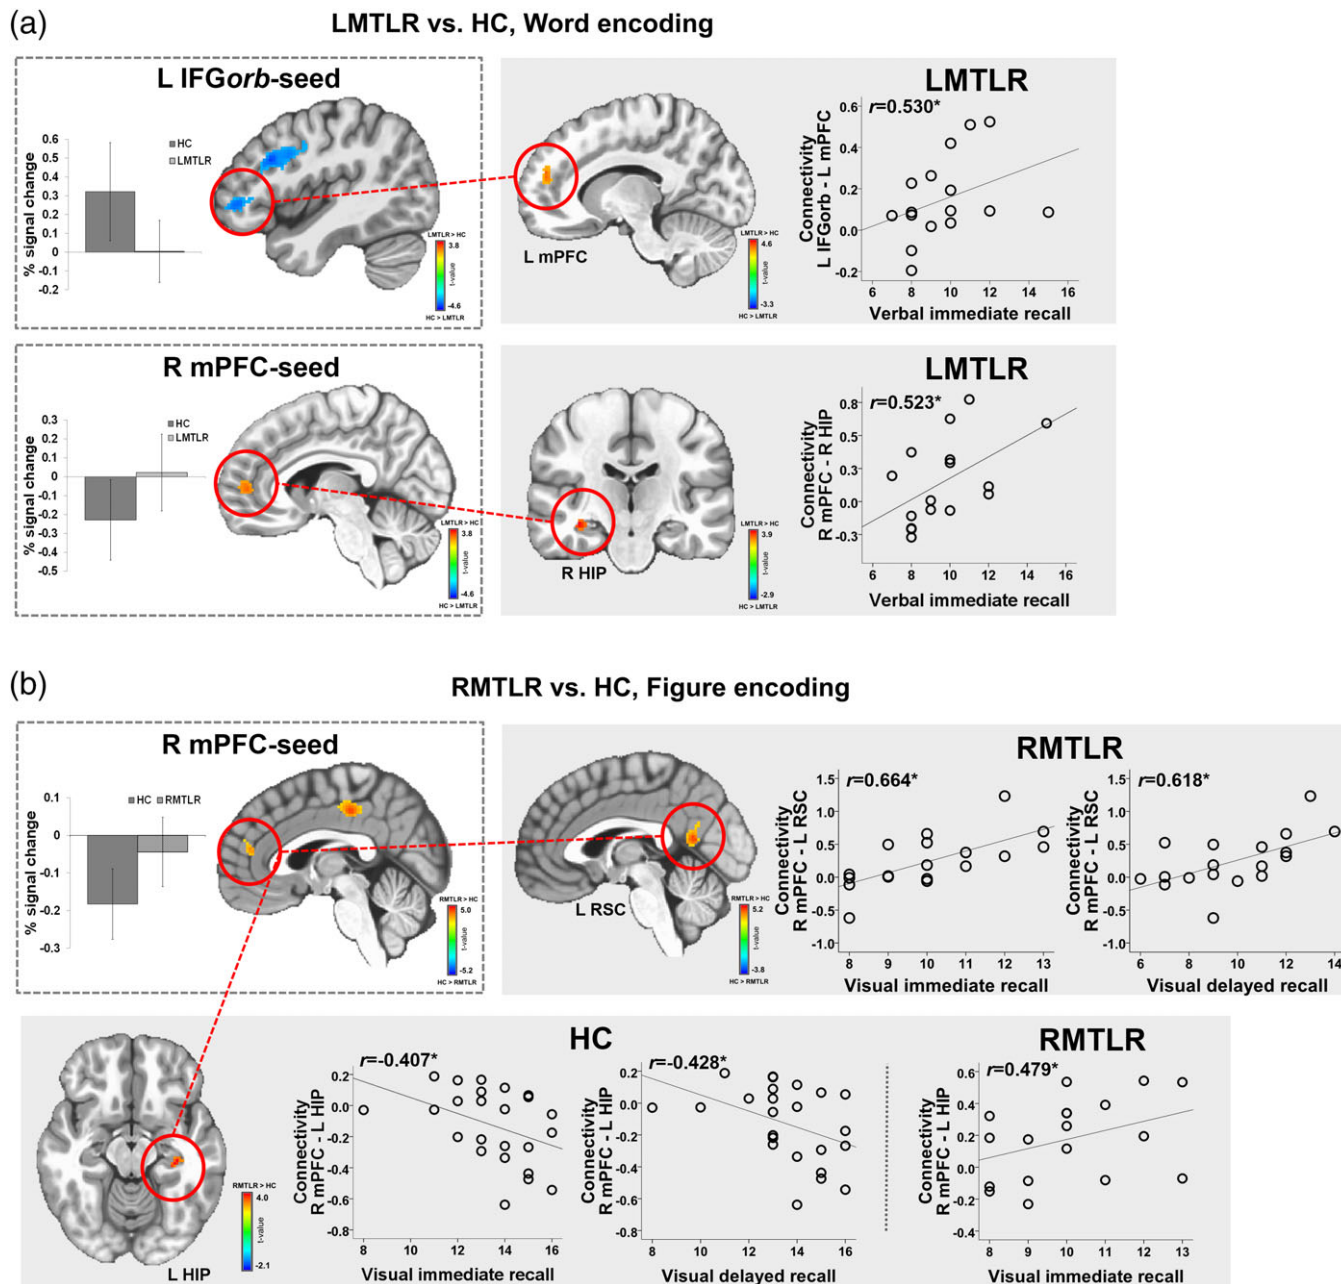 (a)
LMTLR vs. HC, Word encoding
L IFGorb-seed
% signal change
0.5
0.4
0.3
0.2
0.1
0
-0.1
-0.2
HC
LMTLR
LMTLR > HC
3.8
t-value
-4.6
HC > LMTLR
L mPFC
LMTLR > HC
4.6
t-value
-3.3
HC > LMTLR
LMTLR
r=0.530*
Connectivity
L IFGorb - L mPFC
0.6
0.4
0.2
0.0
-0.2
6 8 10 12 14 16
Verbal immediate recall
R mPFC-seed
% signal change
0.3
0.2
0.1
0
-0.1
-0.2
-0.3
-0.4
-0.5
HC
LMTLR
LMTLR > HC
3.8
t-value
-4.6
HC > LMTLR
R HIP
LMTLR > HC
3.9
t-value
-2.9
HC > LMTLR
LMTLR
r=0.523*
Connectivity
R mPFC - R HIP
0.8
0.5
0.3
0.0
-0.3
6 8 10 12 14 16
Verbal immediate recall
(b)
RMTLR vs. HC, Figure encoding
R mPFC-seed
% signal change
0.1
0
-0.1
-0.2
-0.3
HC RMTLR
RMTLR > HC
5.0
t-value
-5.2
HC > RMTLR
L RSC
RMTLR > HC
5.2
t-value
-3.8
HC > RMTLR
RMTLR
r=0.664*
Connectivity
R mPFC - L RSC
1.5
1.0
0.5
0.0
-0.5
-1.0
8 9 10 11 12 13
Visual immediate recall
r=0.618*
Connectivity
R mPFC - L RSC
1.5
1.0
0.5
0.0
-0.5
-1.0
6 8 10 12 14
Visual delayed recall
L HIP
RMTLR > HC
4.0
t-value
-2.1
HC > RMTLR
HC
r=-0.407*
Connectivity
R mPFC - L HIP
0.2
0.0
-0.2
-0.4
-0.6
-0.8
8 10 12 14 16
Visual immediate recall
r=-0.428*
Connectivity
R mPFC - L HIP
0.2
0.0
-0.2
-0.4
-0.6
-0.8
8 10 12 14 16
Visual delayed recall
RMTLR
r=0.479*
Connectivity
R mPFC - L HIP
0.6
0.4
0.2
0.0
-0.2
-0.4
8 9 10 11 12 13
Visual immediate recall